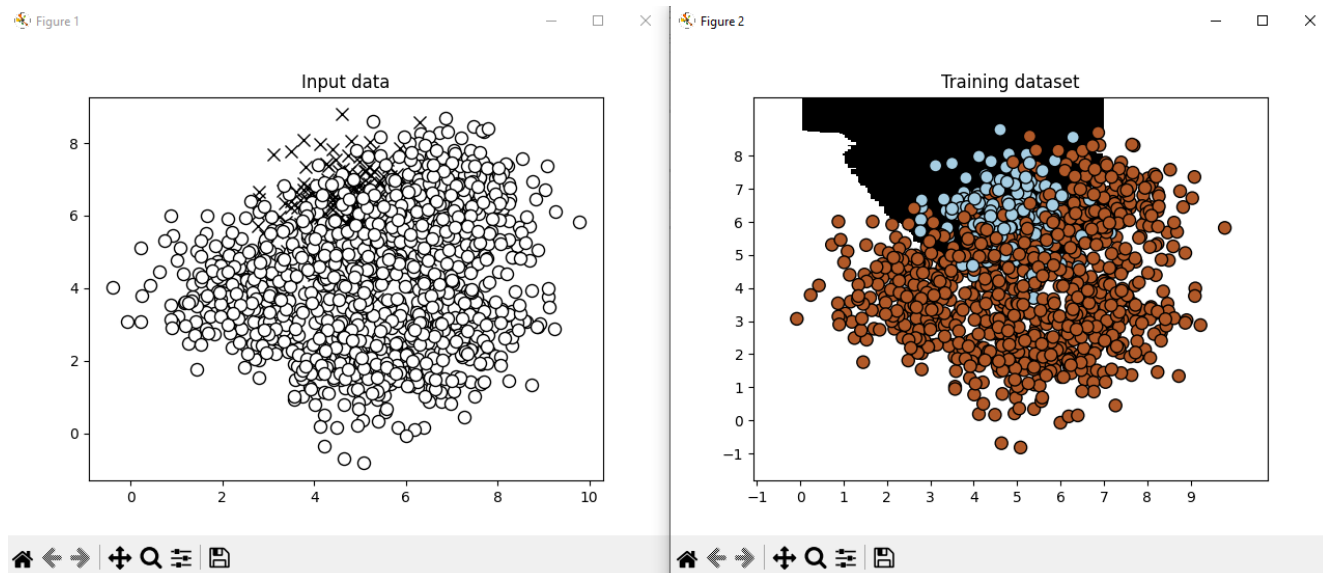 Figure 1
Input data
8
6
4
2
0
0 2 4 6 8 10
Figure 2
Training dataset
8
7
6
5
4
3
2
1
0
−1
−1 0 1 2 3 4 5 6 7 8 9